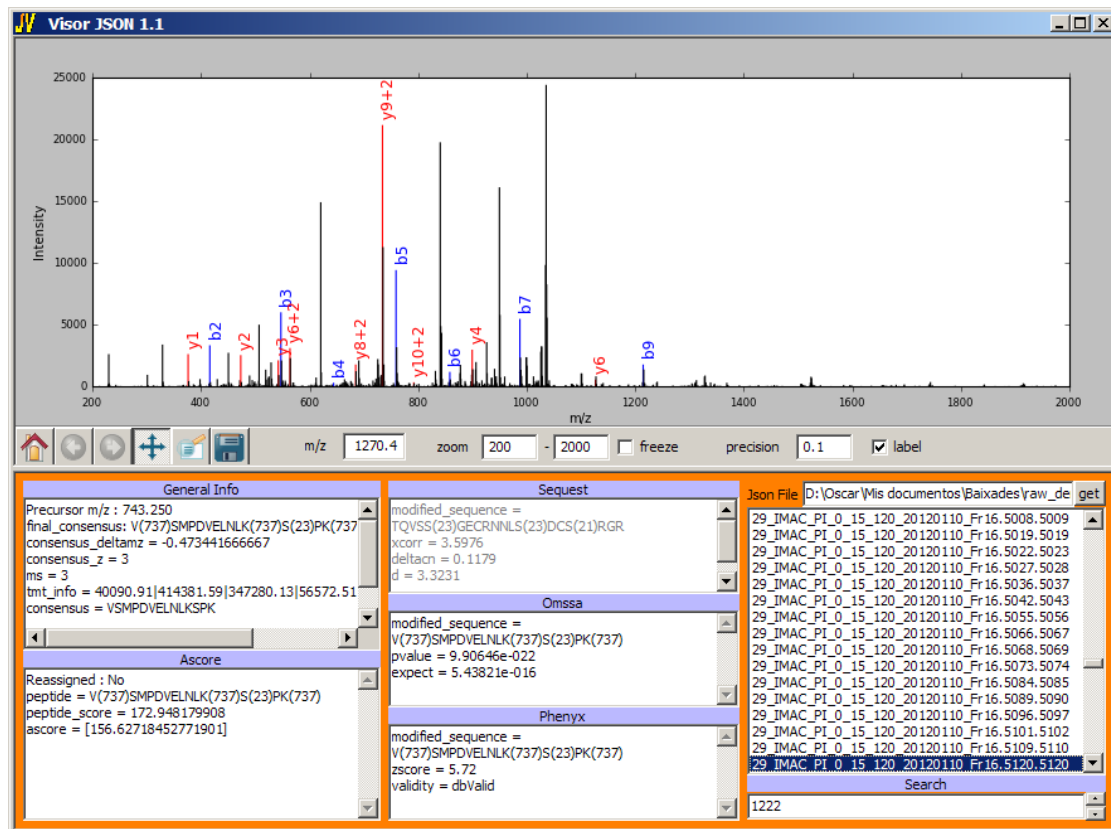 Visor JSON 1.1
25000
20000
15000
10000
5000
0
Intensity
y1
b2
y2
y3
b3
y6+2
b4
y8+2
y9+2
b5
y10+2
b6
y4
b7
y6
b9
200
400
600
800
1000
1200
1400
1600
1800
2000
m/z
m/z 1270.4 zoom 200 - 2000 freeze precision 0.1 label
General Info
Precursor m/z : 743.250
final_consensus: V(737)SMPDVELNLK(737)S(23)PK(737
consensus_deltamz = -0.473441666667
consensus_z = 3
ms = 3
tmt_info = 40090.91|414381.59|347280.13|56572.51
consensus = VSMPDVELNLKSPK
Ascore
Reassigned : No
peptide = V(737)SMPDVELNLK(737)S(23)PK(737)
peptide_score = 172.948179908
ascore = [156.62718452771901]
Sequest
modified_sequence =
TQVSS(23)GECRNNLS(23)DCS(21)RGR
xcorr = 3.5976
deltacn = 0.1179
d = 3.3231
Omssa
modified_sequence =
V(737)SMPDVELNLK(737)S(23)PK(737)
pvalue = 9.90646e-022
expect = 5.43821e-016
Phenyx
modified_sequence =
V(737)SMPDVELNLK(737)S(23)PK(737)
zscore = 5.72
validity = dbValid
Json File D:\Oscar\Mis documentos\Baixades\raw_de get
29_IMAC_PI_0_15_120_20120110_Fr16.5008.5009
29_IMAC_PI_0_15_120_20120110_Fr16.5019.5019
29_IMAC_PI_0_15_120_20120110_Fr16.5022.5023
29_IMAC_PI_0_15_120_20120110_Fr16.5027.5028
29_IMAC_PI_0_15_120_20120110_Fr16.5036.5037
29_IMAC_PI_0_15_120_20120110_Fr16.5042.5043
29_IMAC_PI_0_15_120_20120110_Fr16.5055.5056
29_IMAC_PI_0_15_120_20120110_Fr16.5066.5067
29_IMAC_PI_0_15_120_20120110_Fr16.5068.5069
29_IMAC_PI_0_15_120_20120110_Fr16.5073.5074
29_IMAC_PI_0_15_120_20120110_Fr16.5084.5085
29_IMAC_PI_0_15_120_20120110_Fr16.5089.5090
29_IMAC_PI_0_15_120_20120110_Fr16.5096.5097
29_IMAC_PI_0_15_120_20120110_Fr16.5101.5102
29_IMAC_PI_0_15_120_20120110_Fr16.5109.5110
29_IMAC_PI_0_15_120_20120110_Fr16.5120.5120
Search
1222